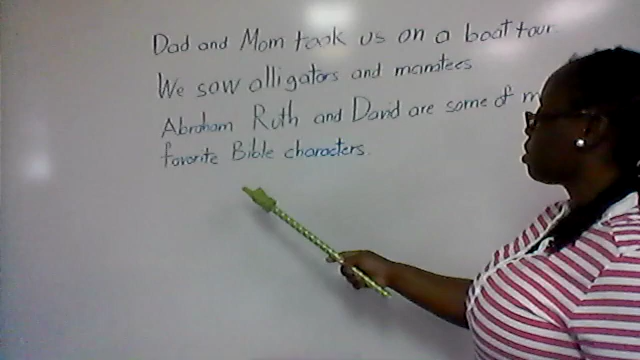 Dad and Mom took us on a boat tour.
We saw alligators and manatees
Abraham Ruth and David are some of
favorite Bible characters.